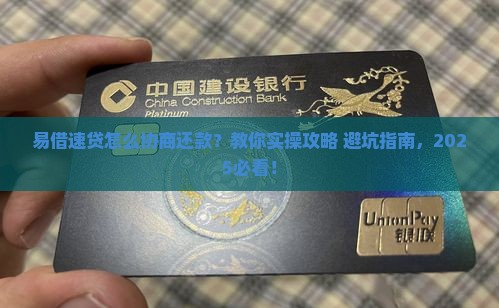 中国建设银行
China Construction Bank
易借速贷怎么协商还款？教你实操攻略 避坑指南，202
5必看！
UnionPay
银联